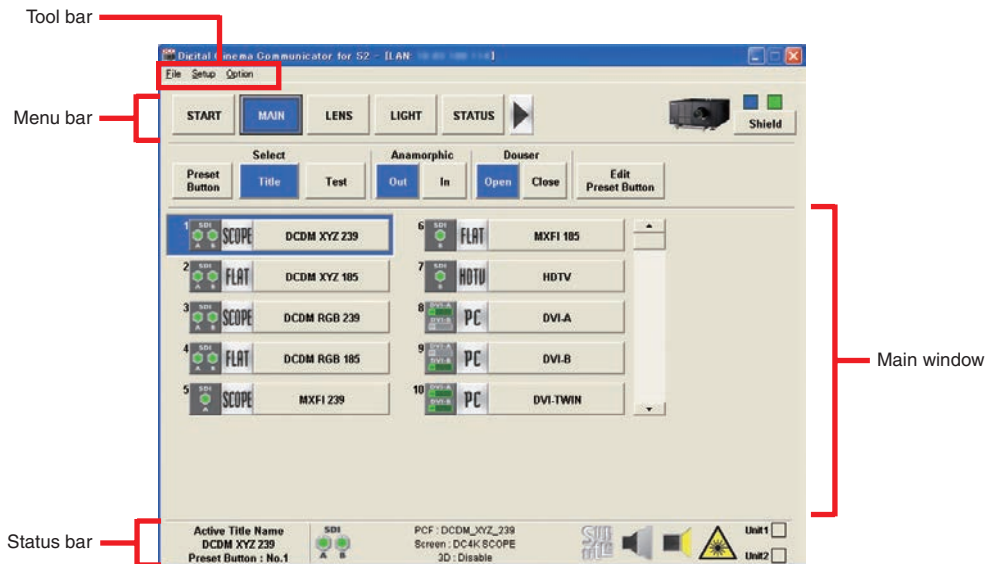 Tool bar
Digital Cinema Communicator for S2 - [LAN: ]
File Setup Option
Menu bar
START MAIN LENS LIGHT STATUS
Shield
Select Anamorphic Douser
Preset Button Title Test Out In Open Close Edit Preset Button
1 SDI A B SCOPE DCDM XYZ 239
6 SDI B FLAT MXFI 185
2 SDI A B FLAT DCDM XYZ 185
7 SDI B HDTV HDTV
3 SDI A B SCOPE DCDM RGB 239
8 DVI-A DVI-B PC DVI-A
4 SDI A B FLAT DCDM RGB 185
9 DVI-A DVI-B PC DVI-B
5 SDI A SCOPE MXFI 239
10 DVI-A DVI-B PC DVI-TWIN
Main window
Status bar
Active Title Name
DCDM XYZ 239
Preset Button : No.1
SDI
A B
PCF : DCDM_XYZ_239
Screen : DC4K SCOPE
3D : Disable
Unit1
Unit2